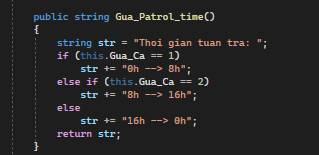 public string Gua_Patrol_time()
{
string str = "Thoi gian tuan tra: ";
if (this.Gua_Ca == 1)
str += "0h --> 8h";
else if (this.Gua_Ca == 2)
str += "8h --> 16h";
else
str += "16h --> 0h";
return str;
}